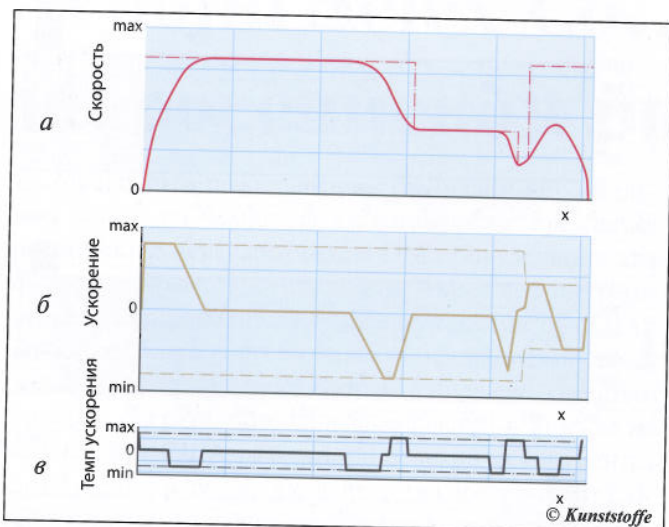 max
Скорость
а
0
x
max
Ускорение
б
0
min
x
Темп ускорения
max
0
в
min
x
© Kunststoffe